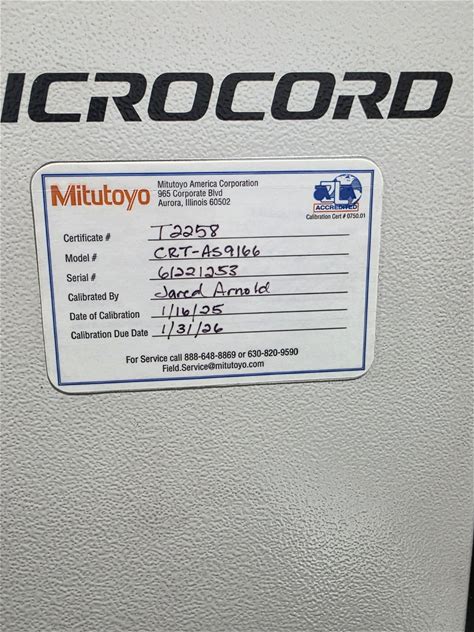 ICROCORD
Mitutoyo
Mitutoyo America Corporation
965 Corporate Blvd
Aurora, Illinois 60502
ACCREDITED
Calibration Cert # 0750.01
Certificate # T2258
Model # CRT-AS9166
Serial # 61221253
Calibrated By Jared Arnold
Date of Calibration 1/16/25
Calibration Due Date 1/31/26
For Service call 888-648-8869 or 630-820-9590
Field.Service@mitutoyo.com